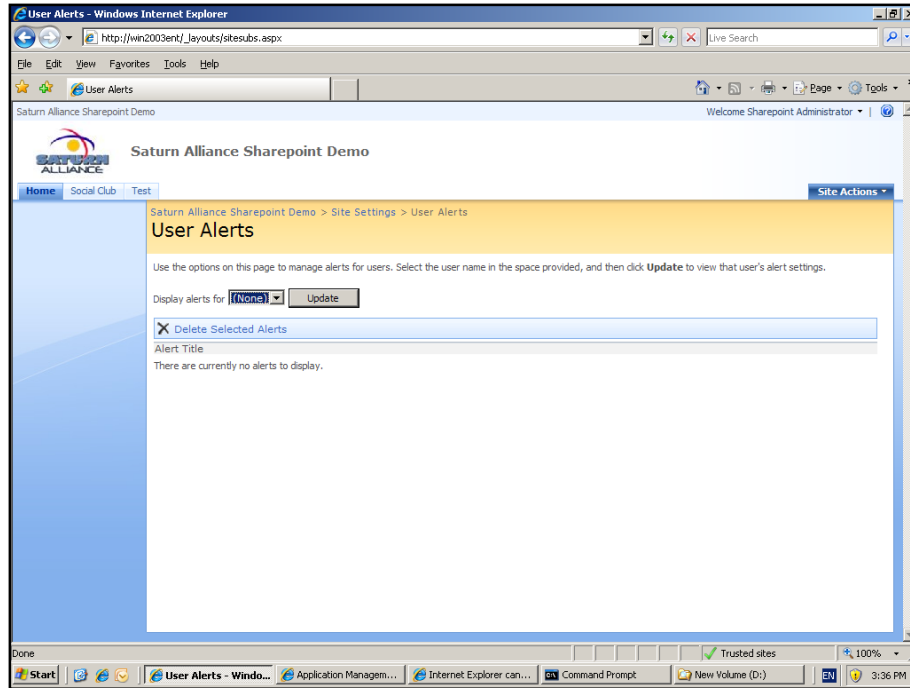 User Alerts - Windows Internet Explorer
http://win2003ent/_layouts/sitesubs.aspx
Live Search
File Edit View Favorites Tools Help
User Alerts
Page Tools
Saturn Alliance Sharepoint Demo
Welcome Sharepoint Administrator
SATURN
ALLIANCE
Saturn Alliance Sharepoint Demo
Home Social Club Test
Site Actions
Saturn Alliance Sharepoint Demo > Site Settings > User Alerts
User Alerts
Use the options on this page to manage alerts for users. Select the user name in the space provided, and then click Update to view that user's alert settings.
Display alerts for (None) Update
Delete Selected Alerts
Alert Title
There are currently no alerts to display.
Done
Trusted sites
100%
Start
User Alerts - Windo...
Application Managem...
Internet Explorer can...
Command Prompt
New Volume (D:)
EN
3:36 PM